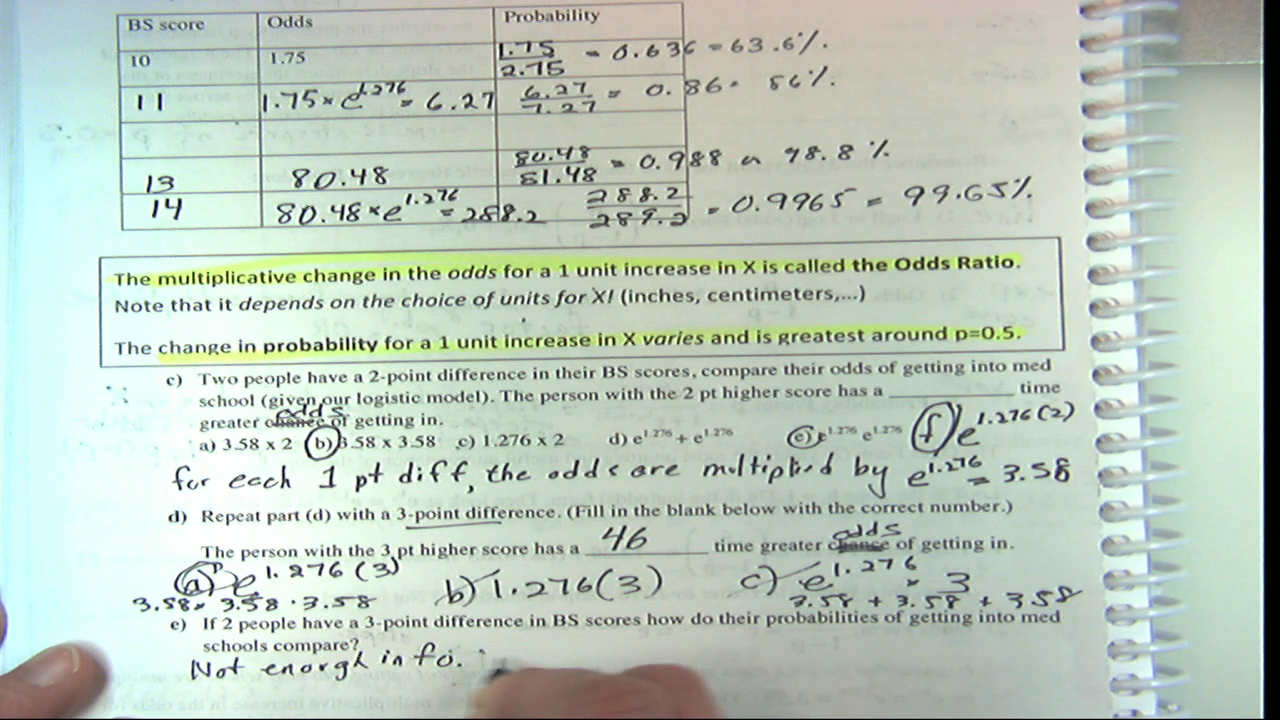 BS score Odds Probability
10 1.75 1.75/2.75 = 0.636 = 63.6%.
11 1.75 × e^1.276 = 6.27 6.27/7.27 = 0.86 = 86%.
13 80.48 80.48/81.48 = 0.988 or 98.8%
14 80.48 × e^1.276 = 288.2 288.2/289.2 = 0.9965 = 99.65%
The multiplicative change in the odds for a 1 unit increase in X is called the Odds Ratio.
Note that it depends on the choice of units for X! (inches, centimeters,...)
The change in probability for a 1 unit increase in X varies and is greatest around p=0.5.
c) Two people have a 2-point difference in their BS scores, compare their odds of getting into med
school (given our logistic model). The person with the 2 pt higher score has a ____________ time
odds
greater chance of getting in.
a) 3.58 x 2 (b) 3.58 x 3.58 c) 1.276 x 2 d) e^1.276 + e^1.276 e) e^1.276 e^1.276 (f) e^1.276(2)
for each 1 pt diff, the odds are multiplied by e^1.276 = 3.58
d) Repeat part (d) with a 3-point difference. (Fill in the blank below with the correct number.)
odds
The person with the 3 pt higher score has a 46 time greater chance of getting in.
(a) e^1.276(3) b) 1.276(3) c) e^1.276 × 3
3.58 × 3.58 · 3.58 3.58 + 3.58 + 3.58
e) If 2 people have a 3-point difference in BS scores how do their probabilities of getting into med
schools compare?
Not enough info.